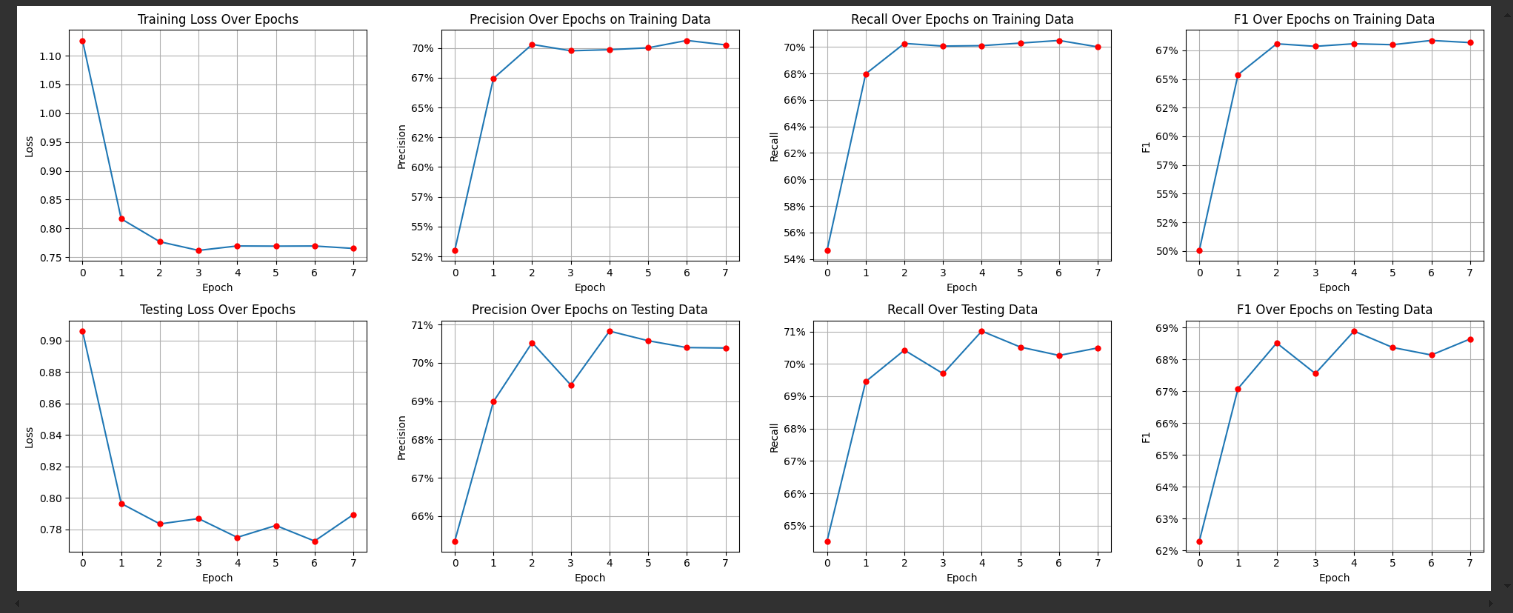 Training Loss Over Epochs
Loss
1.10
1.05
1.00
0.95
0.90
0.85
0.80
0.75
0 1 2 3 4 5 6 7
Epoch
Precision Over Epochs on Training Data
Precision
70%
67%
65%
62%
60%
57%
55%
52%
0 1 2 3 4 5 6 7
Epoch
Recall Over Epochs on Training Data
Recall
70%
68%
66%
64%
62%
60%
58%
56%
54%
0 1 2 3 4 5 6 7
Epoch
F1 Over Epochs on Training Data
F1
67%
65%
62%
60%
57%
55%
52%
50%
0 1 2 3 4 5 6 7
Epoch
Testing Loss Over Epochs
Loss
0.90
0.88
0.86
0.84
0.82
0.80
0.78
0 1 2 3 4 5 6 7
Epoch
Precision Over Epochs on Testing Data
Precision
71%
70%
69%
68%
67%
66%
0 1 2 3 4 5 6 7
Epoch
Recall Over Testing Data
Recall
71%
70%
69%
68%
67%
66%
65%
0 1 2 3 4 5 6 7
Epoch
F1 Over Epochs on Testing Data
F1
69%
68%
67%
66%
65%
64%
63%
62%
0 1 2 3 4 5 6 7
Epoch